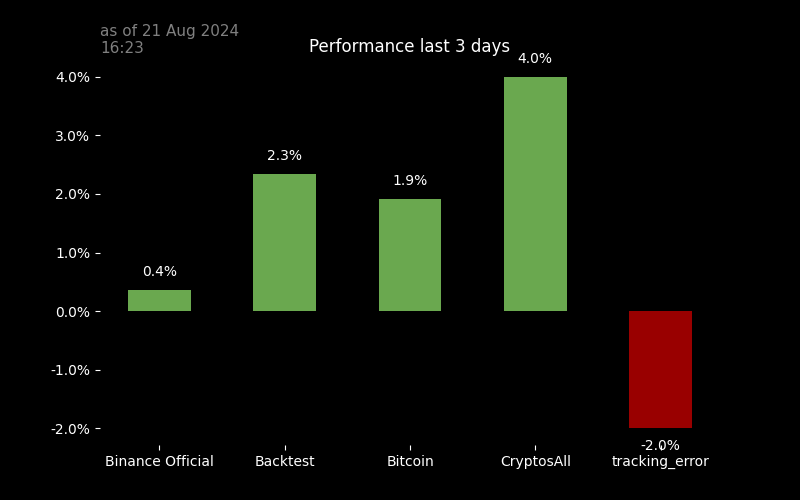 as of 21 Aug 2024
16:23
Performance last 3 days
4.0%
3.0%
2.0%
1.0%
0.0%
-1.0%
-2.0%
0.4%
2.3%
1.9%
4.0%
-2.0%
Binance Official
Backtest
Bitcoin
CryptosAll
tracking_error